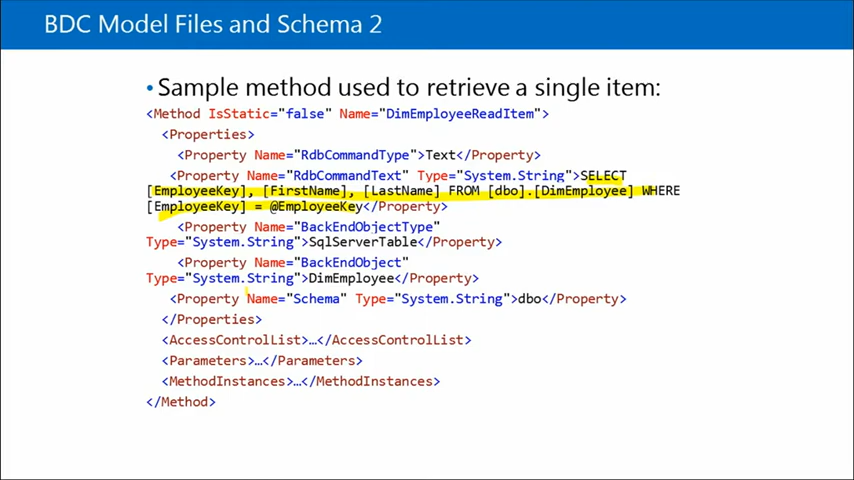 BDC Model Files and Schema 2
• Sample method used to retrieve a single item:
<Method IsStatic="false" Name="DimEmployeeReadItem">
<Properties>
<Property Name="RdbCommandType">Text</Property>
<Property Name="RdbCommandText" Type="System.String">SELECT
[EmployeeKey], [FirstName], [LastName] FROM [dbo].[DimEmployee] WHERE
[EmployeeKey] = @EmployeeKey</Property>
<Property Name="BackEndObjectType"
Type="System.String">SqlServerTable</Property>
<Property Name="BackEndObject"
Type="System.String">DimEmployee</Property>
<Property Name="Schema" Type="System.String">dbo</Property>
</Properties>
<AccessControlList>…</AccessControlList>
<Parameters>…</Parameters>
<MethodInstances>…</MethodInstances>
</Method>